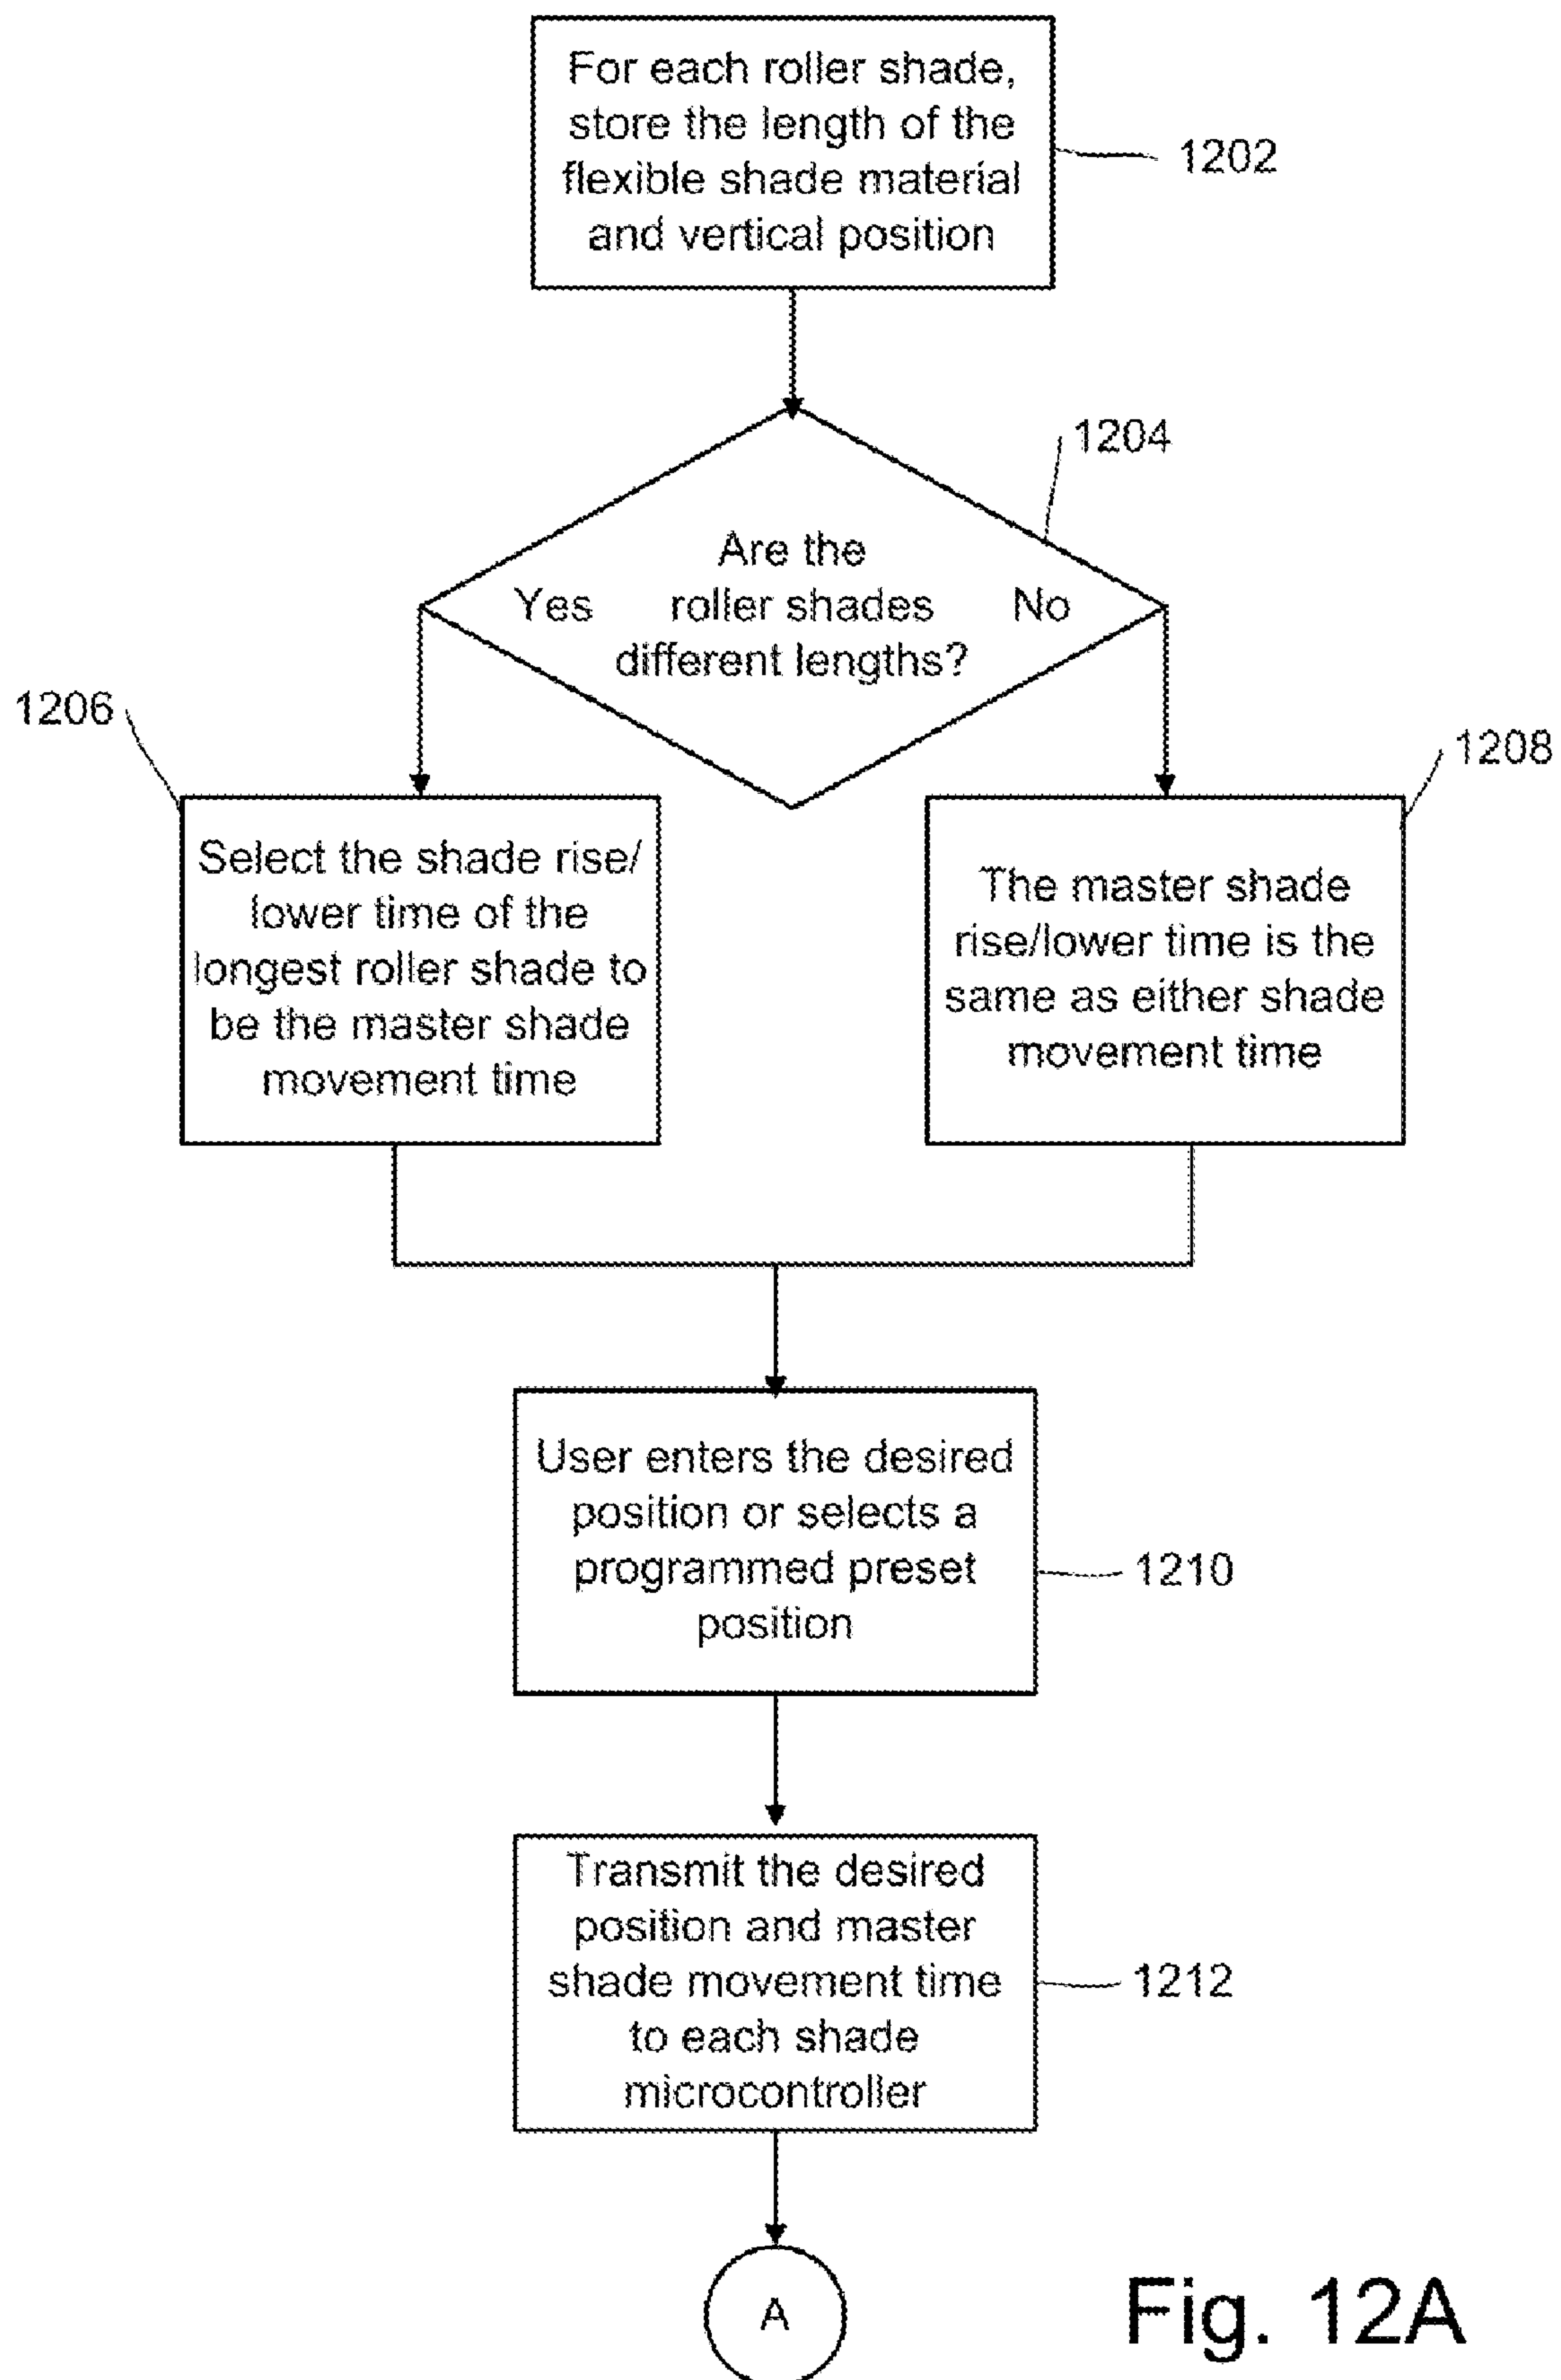 For each roller shade,
store the length of the
flexible shade material
and vertical position
1202
1204
Are the
roller shades
different lengths?
Yes
No
1206
1208
Select the shade rise/
lower time of the
longest roller shade to
be the master shade
movement time
The master shade
rise/lower time is the
same as either shade
movement time
User enters the desired
position or selects a
programmed preset
position
1210
Transmit the desired
position and master
shade movement time
to each shade
microcontroller
1212
A
Fig. 12A